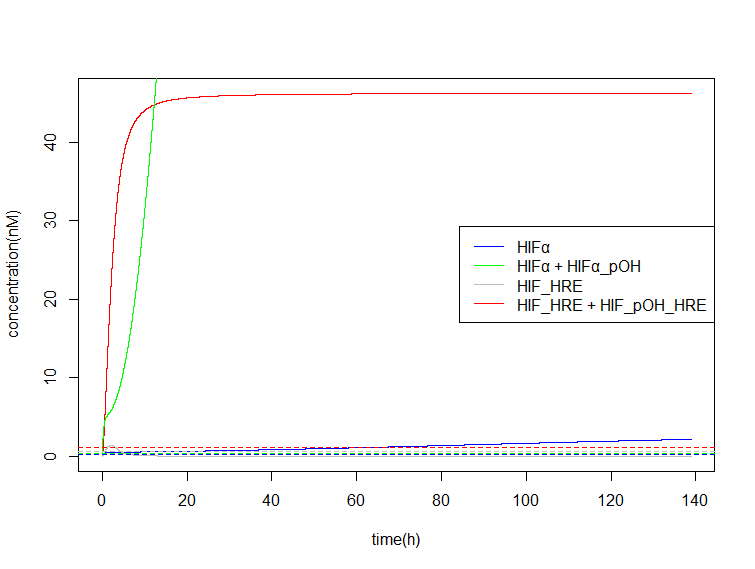 concentration(nM)
40
30
20
10
0
HIFα
HIFα + HIFα_pOH
HIF_HRE
HIF_HRE + HIF_pOH_HRE
0 20 40 60 80 100 120 140
time(h)